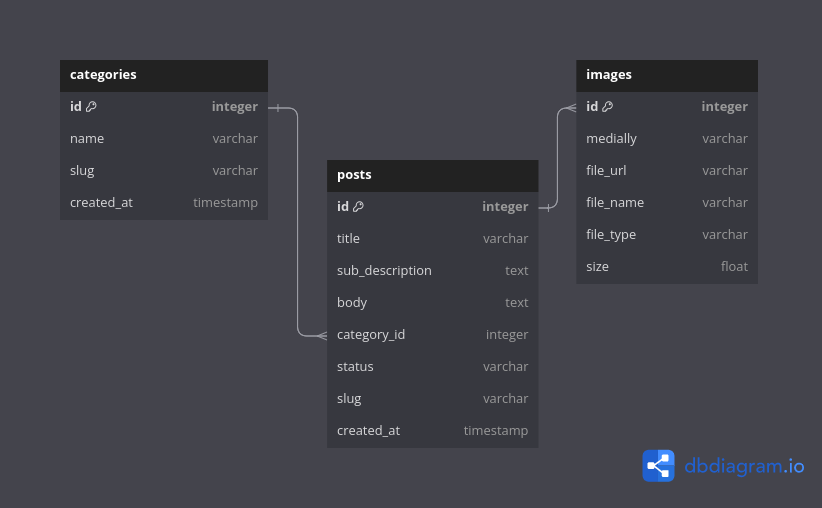 categories
id integer
name varchar
slug varchar
created_at timestamp
posts
id integer
title varchar
sub_description text
body text
category_id integer
status varchar
slug varchar
created_at timestamp
images
id integer
medially varchar
file_url varchar
file_name varchar
file_type varchar
size float
dbdiagram.io